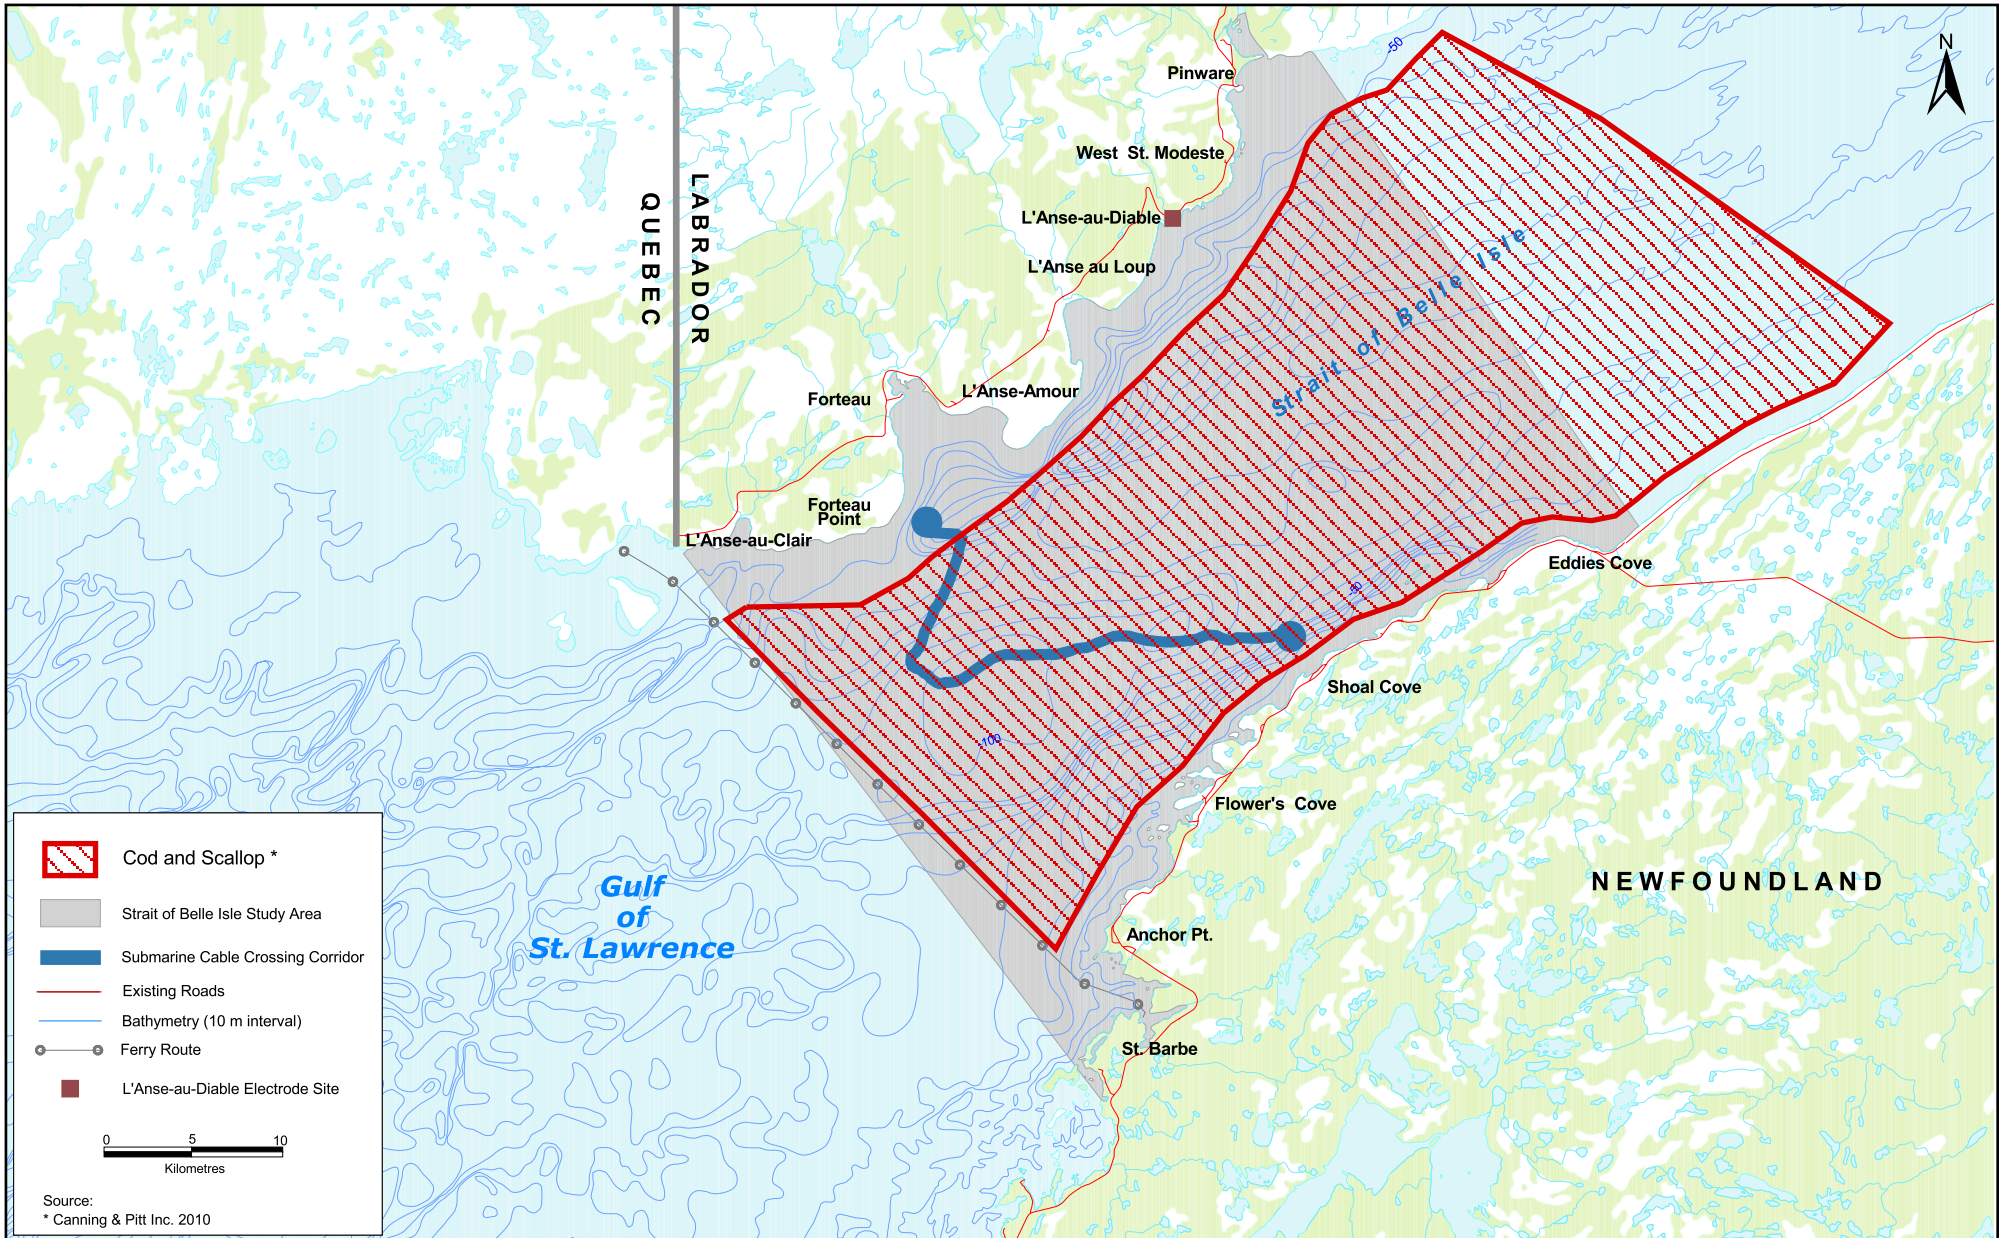 N
-50
Pinware
West St. Modeste
L'Anse-au-Diable
L'Anse au Loup
QUEBEC
LABRADOR
Strait of Belle Isle
L'Anse-Amour
Forteau
Forteau
Point
L'Anse-au-Clair
Eddies Cove
-50
Shoal Cove
-100
Flower's Cove
NEWFOUNDLAND
Gulf
of
St. Lawrence
Anchor Pt.
St. Barbe
Cod and Scallop *
Strait of Belle Isle Study Area
Submarine Cable Crossing Corridor
Existing Roads
Bathymetry (10 m interval)
Ferry Route
L'Anse-au-Diable Electrode Site
0 5 10
Kilometres
Source:
* Canning & Pitt Inc. 2010